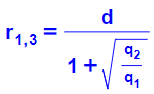 r₁,₃ = d / (1 + √(q₂ / q₁))